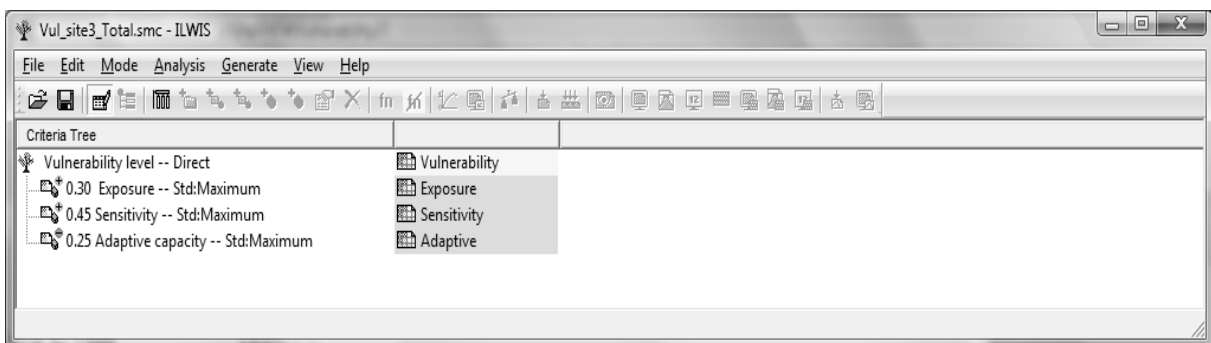 Vul_site3_Total.smc - ILWIS
File Edit Mode Analysis Generate View Help
Criteria Tree
Vulnerability level -- Direct Vulnerability
0.30 Exposure -- Std:Maximum Exposure
0.45 Sensitivity -- Std:Maximum Sensitivity
0.25 Adaptive capacity -- Std:Maximum Adaptive